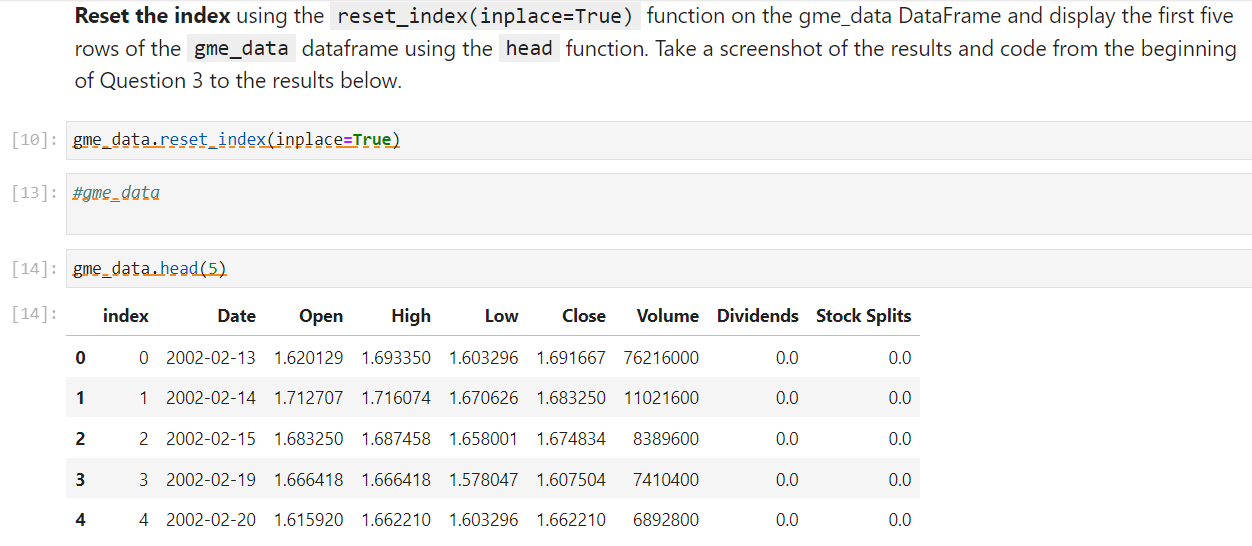 Reset the index using the reset_index(inplace=True) function on the gme_data DataFrame and display the first five
rows of the gme_data dataframe using the head function. Take a screenshot of the results and code from the beginning
of Question 3 to the results below.
[10]: gme_data.reset_index(inplace=True)
[13]: #gme_data
[14]: gme_data.head(5)
[14]: index Date Open High Low Close Volume Dividends Stock Splits
0 0 2002-02-13 1.620129 1.693350 1.603296 1.691667 76216000 0.0 0.0
1 1 2002-02-14 1.712707 1.716074 1.670626 1.683250 11021600 0.0 0.0
2 2 2002-02-15 1.683250 1.687458 1.658001 1.674834 8389600 0.0 0.0
3 3 2002-02-19 1.666418 1.666418 1.578047 1.607504 7410400 0.0 0.0
4 4 2002-02-20 1.615920 1.662210 1.603296 1.662210 6892800 0.0 0.0